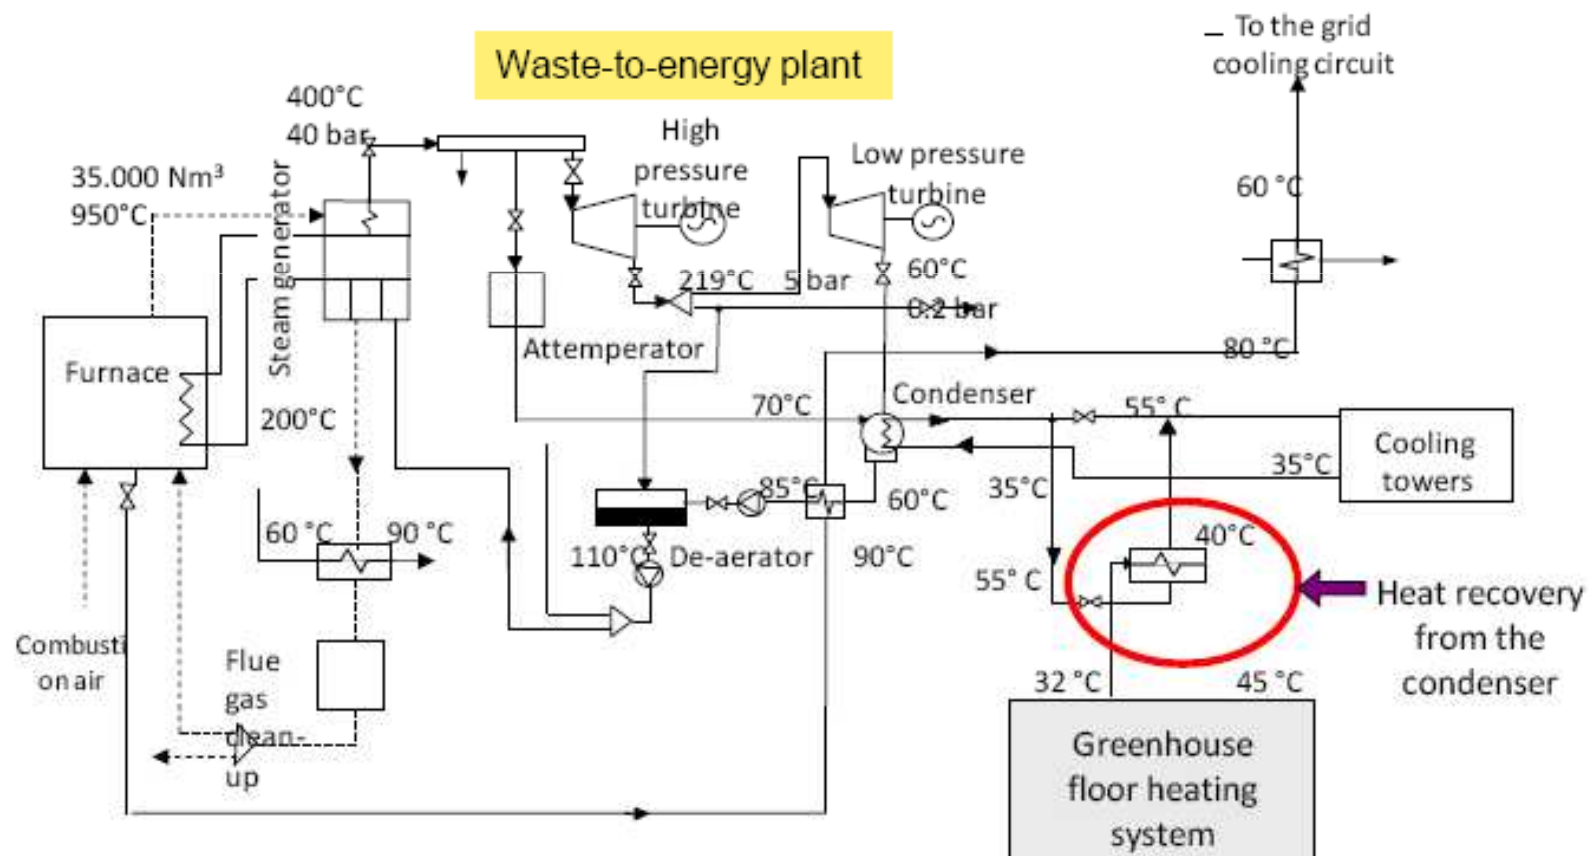 Waste-to-energy plant
To the grid
cooling circuit
400°C
40 bar
High
pressure
turbine
Low pressure
turbine
35.000 Nm³
950°C
Steam generator
60 °C
219°C
5 bar
60°C
0.2 bar
Furnace
Attemperator
80 °C
200°C
70°C
Condenser
55° C
Cooling
towers
35°C
35°C
85°C
60°C
60 °C
90 °C
110°C
De-aerator
90°C
40°C
55° C
Heat recovery
from the
condenser
Combusti
on air
Flue
gas
clean-
up
32 °C
45 °C
Greenhouse
floor heating
system